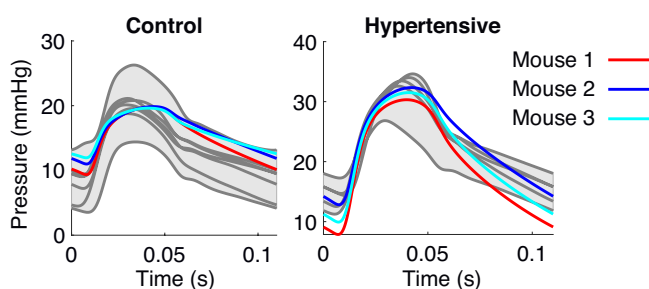 Control
Hypertensive
Pressure (mmHg)
30
20
10
0
0
0.05
0.1
Time (s)
40
30
20
10
0
0.05
0.1
Time (s)
Mouse 1
Mouse 2
Mouse 3